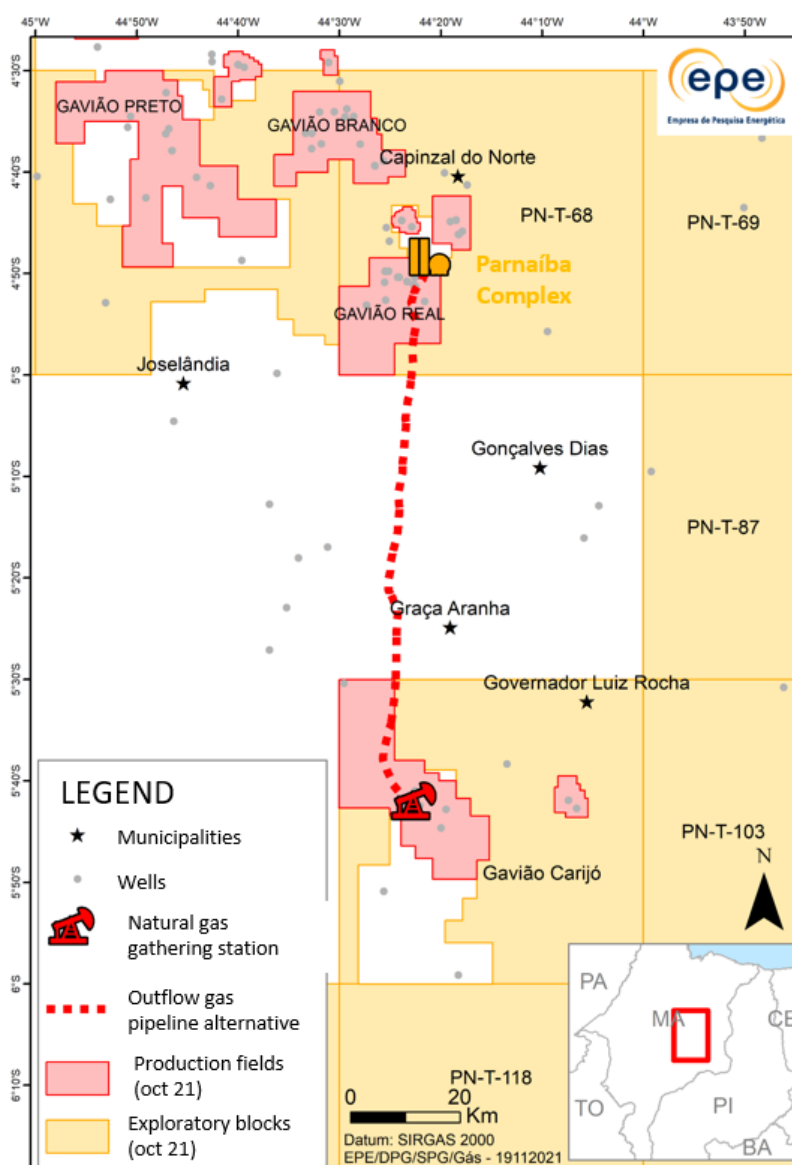 45°W 44°50'W 44°40'W 44°30'W 44°20'W 44°10'W 44°W 43°50'W
4°30'S
4°40'S
4°50'S
5°S
5°10'S
5°20'S
5°30'S
5°40'S
5°50'S
6°S
6°10'S
epe
Empresa de Pesquisa Energética
GAVIÃO PRETO
GAVIÃO BRANCO
Capinzal do Norte
PN-T-68
PN-T-69
Parnaíba
Complex
GAVIÃO REAL
Joselândia
Gonçalves Dias
PN-T-87
Graça Aranha
Governador Luiz Rocha
PN-T-103
Gavião Carijó
N
LEGEND
Municipalities
Wells
Natural gas
gathering station
Outflow gas
pipeline alternative
Production fields
(oct 21)
Exploratory blocks
(oct 21)
PN-T-118
0 20
Km
Datum: SIRGAS 2000
EPE/DPG/SPG/Gás - 19112021
PA
MA
CE
TO
PI
BA